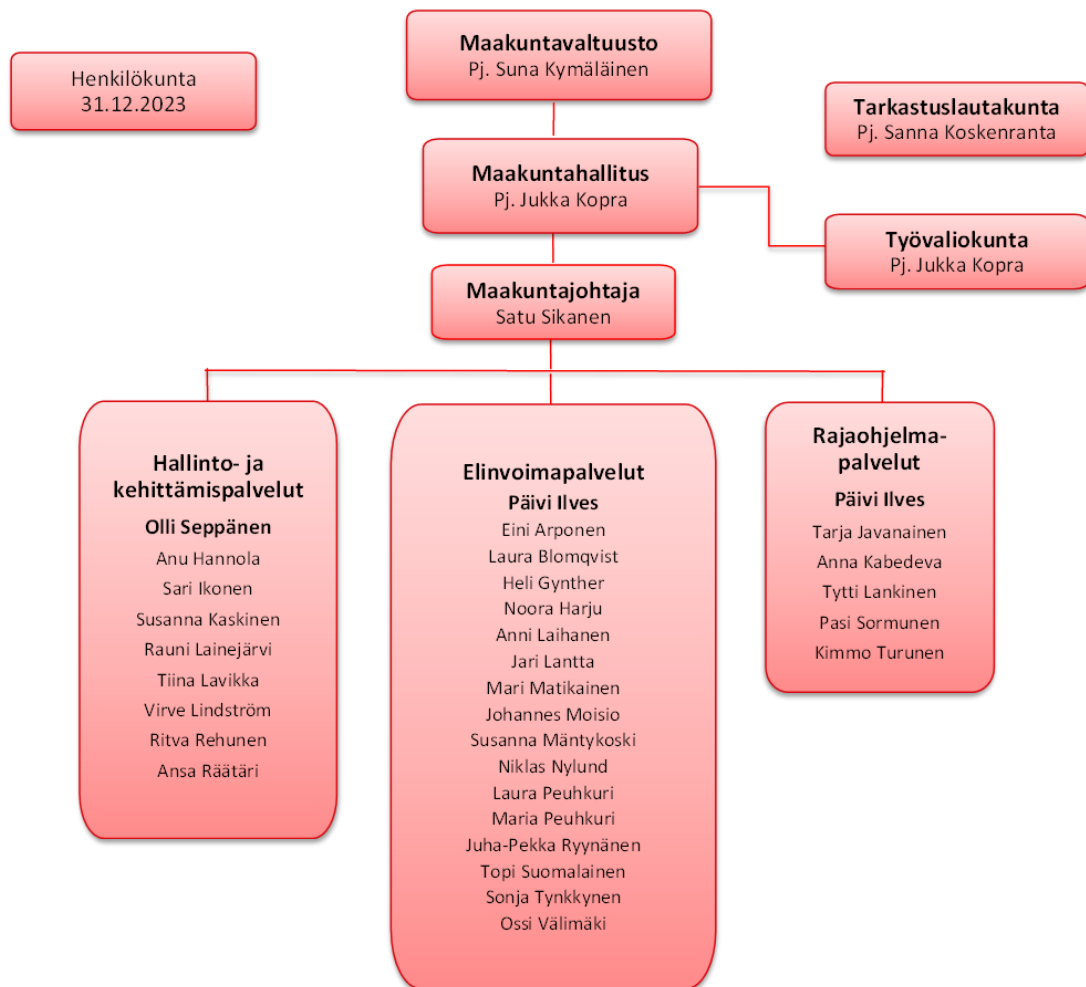 Henkilökunta
31.12.2023
Maakuntavaltuusto
Pj. Suna Kymäläinen
Tarkastuslautakunta
Pj. Sanna Koskenranta
Maakuntahallitus
Pj. Jukka Kopra
Työvaliokunta
Pj. Jukka Kopra
Maakuntajohtaja
Satu Sikanen
Hallinto- ja
kehittämispalvelut
Olli Seppänen
Anu Hannola
Sari Ikonen
Susanna Kaskinen
Rauni Lainejärvi
Tiina Lavikka
Virve Lindström
Ritva Rehunen
Ansa Räätäri
Elinvoimapalvelut
Päivi Ilves
Eini Arponen
Laura Blomqvist
Heli Gynther
Noora Harju
Anni Laihanen
Jari Lantta
Mari Matikainen
Johannes Moisio
Susanna Mäntykoski
Niklas Nylund
Laura Peuhkuri
Maria Peuhkuri
Juha-Pekka Ryynänen
Topi Suomalainen
Sonja Tynkkynen
Ossi Välimäki
Rajaohjelma-
palvelut
Päivi Ilves
Tarja Javanainen
Anna Kabedeva
Tytti Lankinen
Pasi Sormunen
Kimmo Turunen